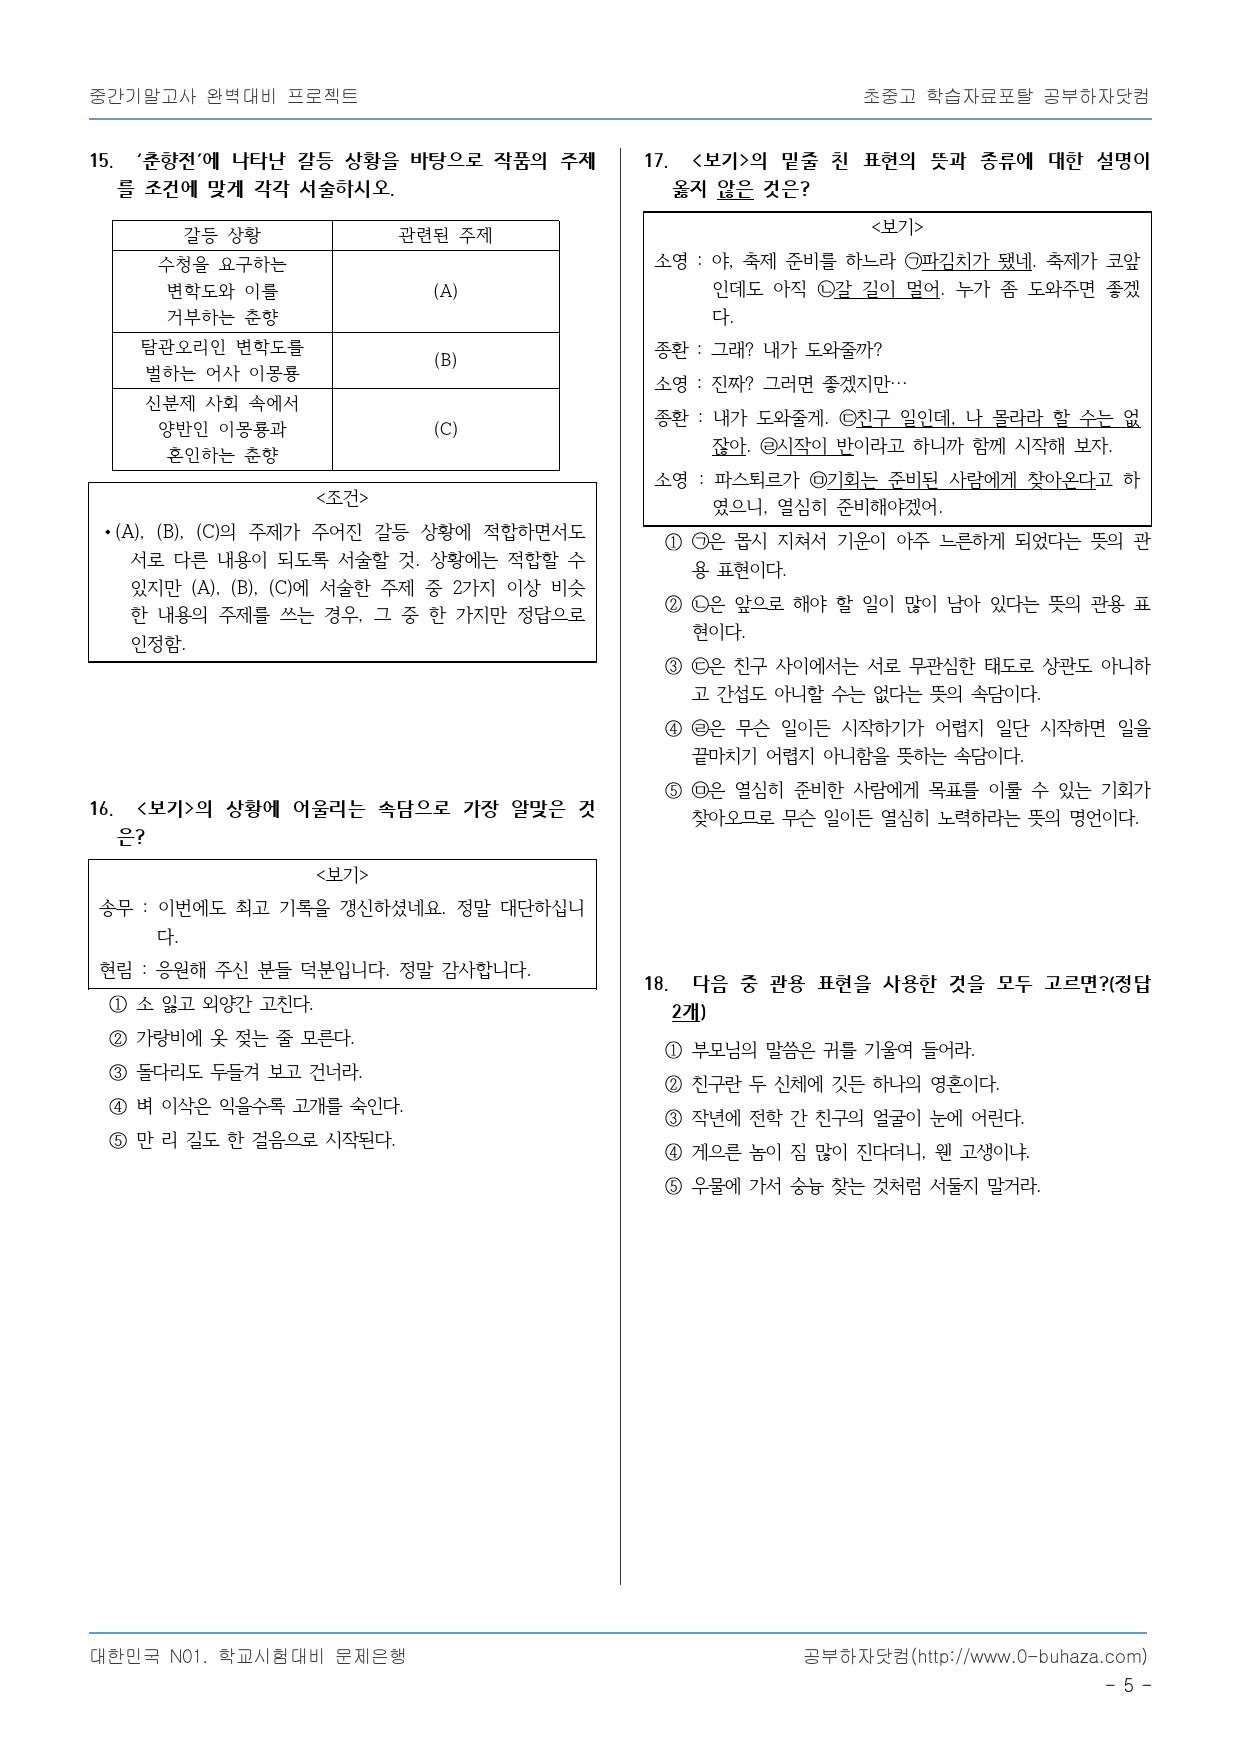 중간기말고사 완벽대비 프로젝트
초중고 학습자료포탈 공부하자닷컴
15. ‘춘향전’에 나타난 갈등 상황을 바탕으로 작품의 주제
를 조건에 맞게 각각 서술하시오.
갈등 상황
관련된 주제
수청을 요구하는
변학도와 이를
거부하는 춘향
(A)
탐관오리인 변학도를
벌하는 어사 이몽룡
(B)
신분제 사회 속에서
양반인 이몽룡과
혼인하는 춘향
(C)
<조건>
•(A), (B), (C)의 주제가 주어진 갈등 상황에 적합하면서도
서로 다른 내용이 되도록 서술할 것. 상황에는 적합할 수
있지만 (A), (B), (C)에 서술한 주제 중 2가지 이상 비슷
한 내용의 주제를 쓰는 경우, 그 중 한 가지만 정답으로
인정함.
16. <보기>의 상황에 어울리는 속담으로 가장 알맞은 것
은?
<보기>
송무 : 이번에도 최고 기록을 갱신하셨네요. 정말 대단하십니
다.
현림 : 응원해 주신 분들 덕분입니다. 정말 감사합니다.
① 소 잃고 외양간 고친다.
② 가랑비에 옷 젖는 줄 모른다.
③ 돌다리도 두들겨 보고 건너라.
④ 벼 이삭은 익을수록 고개를 숙인다.
⑤ 만 리 길도 한 걸음으로 시작된다.
17. <보기>의 밑줄 친 표현의 뜻과 종류에 대한 설명이
옳지 않은 것은?
<보기>
소영 : 야, 축제 준비를 하느라 ㉠파김치가 됐네. 축제가 코앞
인데도 아직 ㉡갈 길이 멀어. 누가 좀 도와주면 좋겠
다.
종환 : 그래? 내가 도와줄까?
소영 : 진짜? 그러면 좋겠지만…
종환 : 내가 도와줄게. ㉢친구 일인데, 나 몰라라 할 수는 없
잖아. ㉣시작이 반이라고 하니까 함께 시작해 보자.
소영 : 파스퇴르가 ㉤기회는 준비된 사람에게 찾아온다고 하
였으니, 열심히 준비해야겠어.
① ㉠은 몹시 지쳐서 기운이 아주 느른하게 되었다는 뜻의 관
용 표현이다.
② ㉡은 앞으로 해야 할 일이 많이 남아 있다는 뜻의 관용 표
현이다.
③ ㉢은 친구 사이에서는 서로 무관심한 태도로 상관도 아니하
고 간섭도 아니할 수는 없다는 뜻의 속담이다.
④ ㉣은 무슨 일이든 시작하기가 어렵지 일단 시작하면 일을
끝마치기 어렵지 아니함을 뜻하는 속담이다.
⑤ ㉤은 열심히 준비한 사람에게 목표를 이룰 수 있는 기회가
찾아오므로 무슨 일이든 열심히 노력하라는 뜻의 명언이다.
18. 다음 중 관용 표현을 사용한 것을 모두 고르면?(정답
2개)
① 부모님의 말씀은 귀를 기울여 들어라.
② 친구란 두 신체에 깃든 하나의 영혼이다.
③ 작년에 전학 간 친구의 얼굴이 눈에 어린다.
④ 게으른 놈이 짐 많이 진다더니, 웬 고생이냐.
⑤ 우물에 가서 숭늉 찾는 것처럼 서둘지 말거라.
대한민국 N01. 학교시험대비 문제은행
공부하자닷컴(http://www.0-buhaza.com)
- 5 -